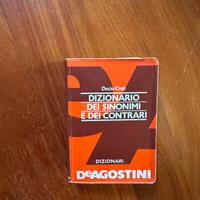 Decio Cinti
DIZIONARIO
DEI SINONIMI
E DEI CONTRARI
DIZIONARI
DeAGOSTINI